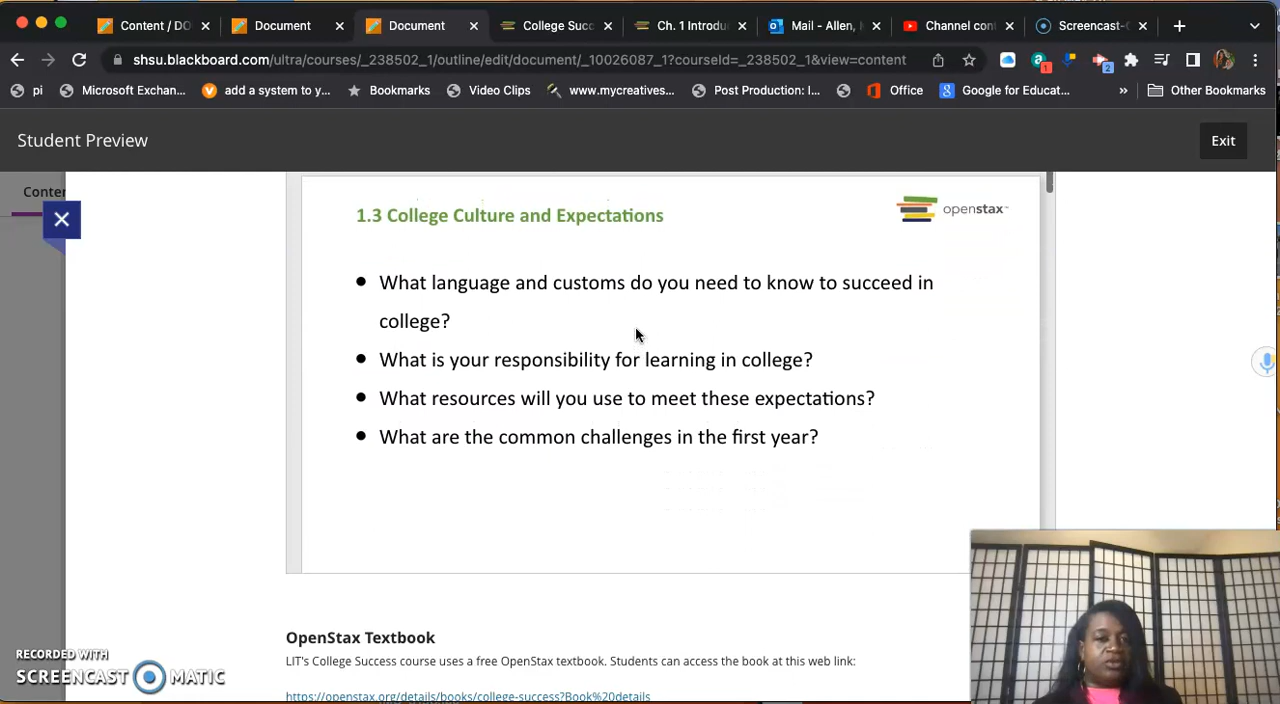 Content / DO
Document
Document
College Succ
Ch. 1 Introdu
Mail - Allen,
Channel con
Screencast-O
shsu.blackboard.com/ultra/courses/_238502_1/outline/edit/document/_10026087_1?courseId=_238502_1&view=content
1
2
pi
Microsoft Exchan...
add a system to y...
Bookmarks
Video Clips
www.mycreatives...
Post Production: I...
Office
Google for Educat...
»
Other Bookmarks
Student Preview
Exit
Conte
1.3 College Culture and Expectations
openstax™
• What language and customs do you need to know to succeed in
college?
• What is your responsibility for learning in college?
• What resources will you use to meet these expectations?
• What are the common challenges in the first year?
OpenStax Textbook
LIT's College Success course uses a free OpenStax textbook. Students can access the book at this web link:
https://openstax.org/details/books/college-success?Book%20details
RECORDED WITH
SCREENCAST MATIC